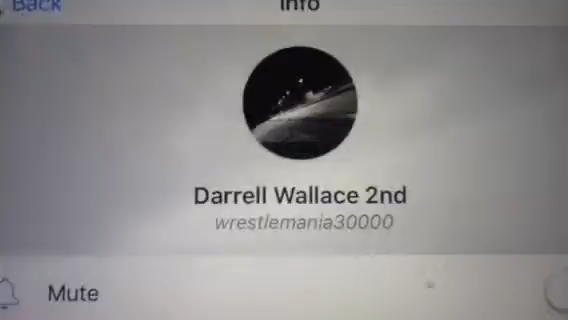 Back
Info
Darrell Wallace 2nd
wrestlemania30000
Mute